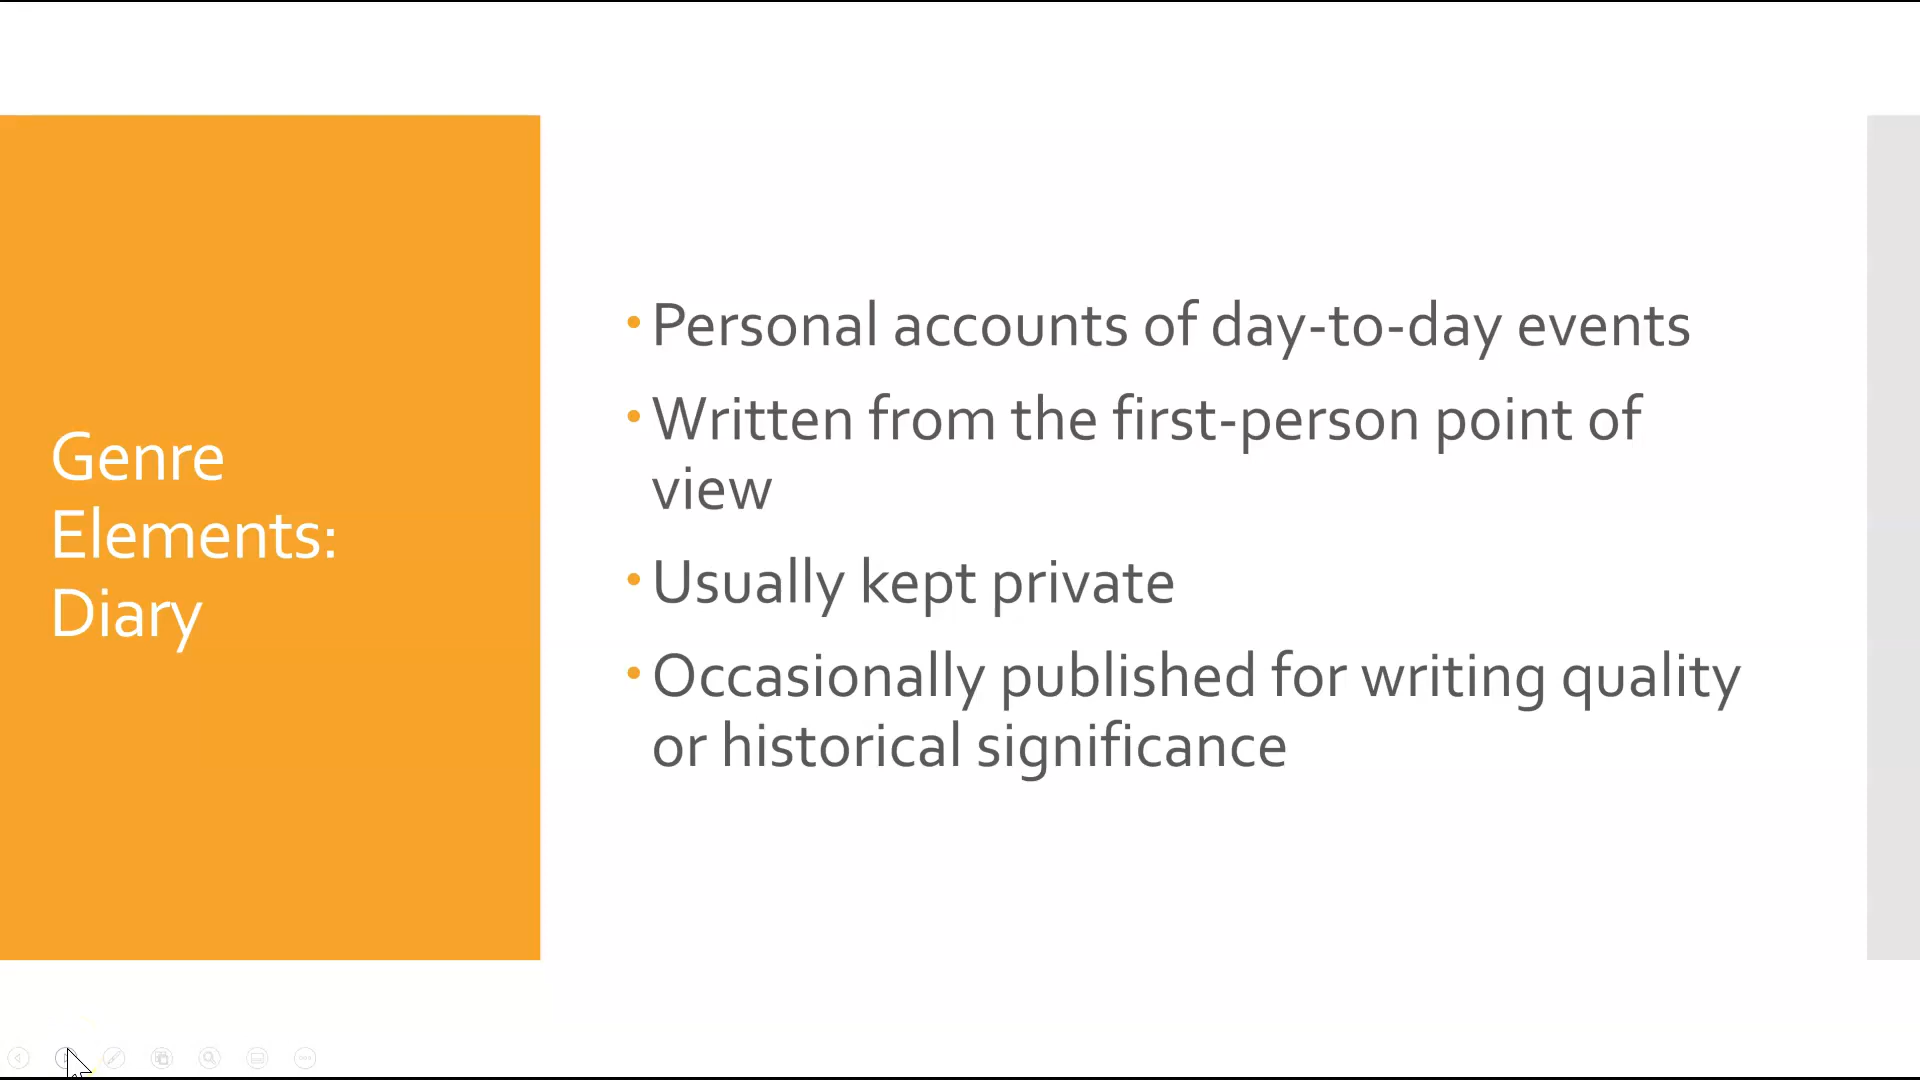 Genre
Elements:
Diary
• Personal accounts of day-to-day events
• Written from the first-person point of
view
• Usually kept private
• Occasionally published for writing quality
or historical significance